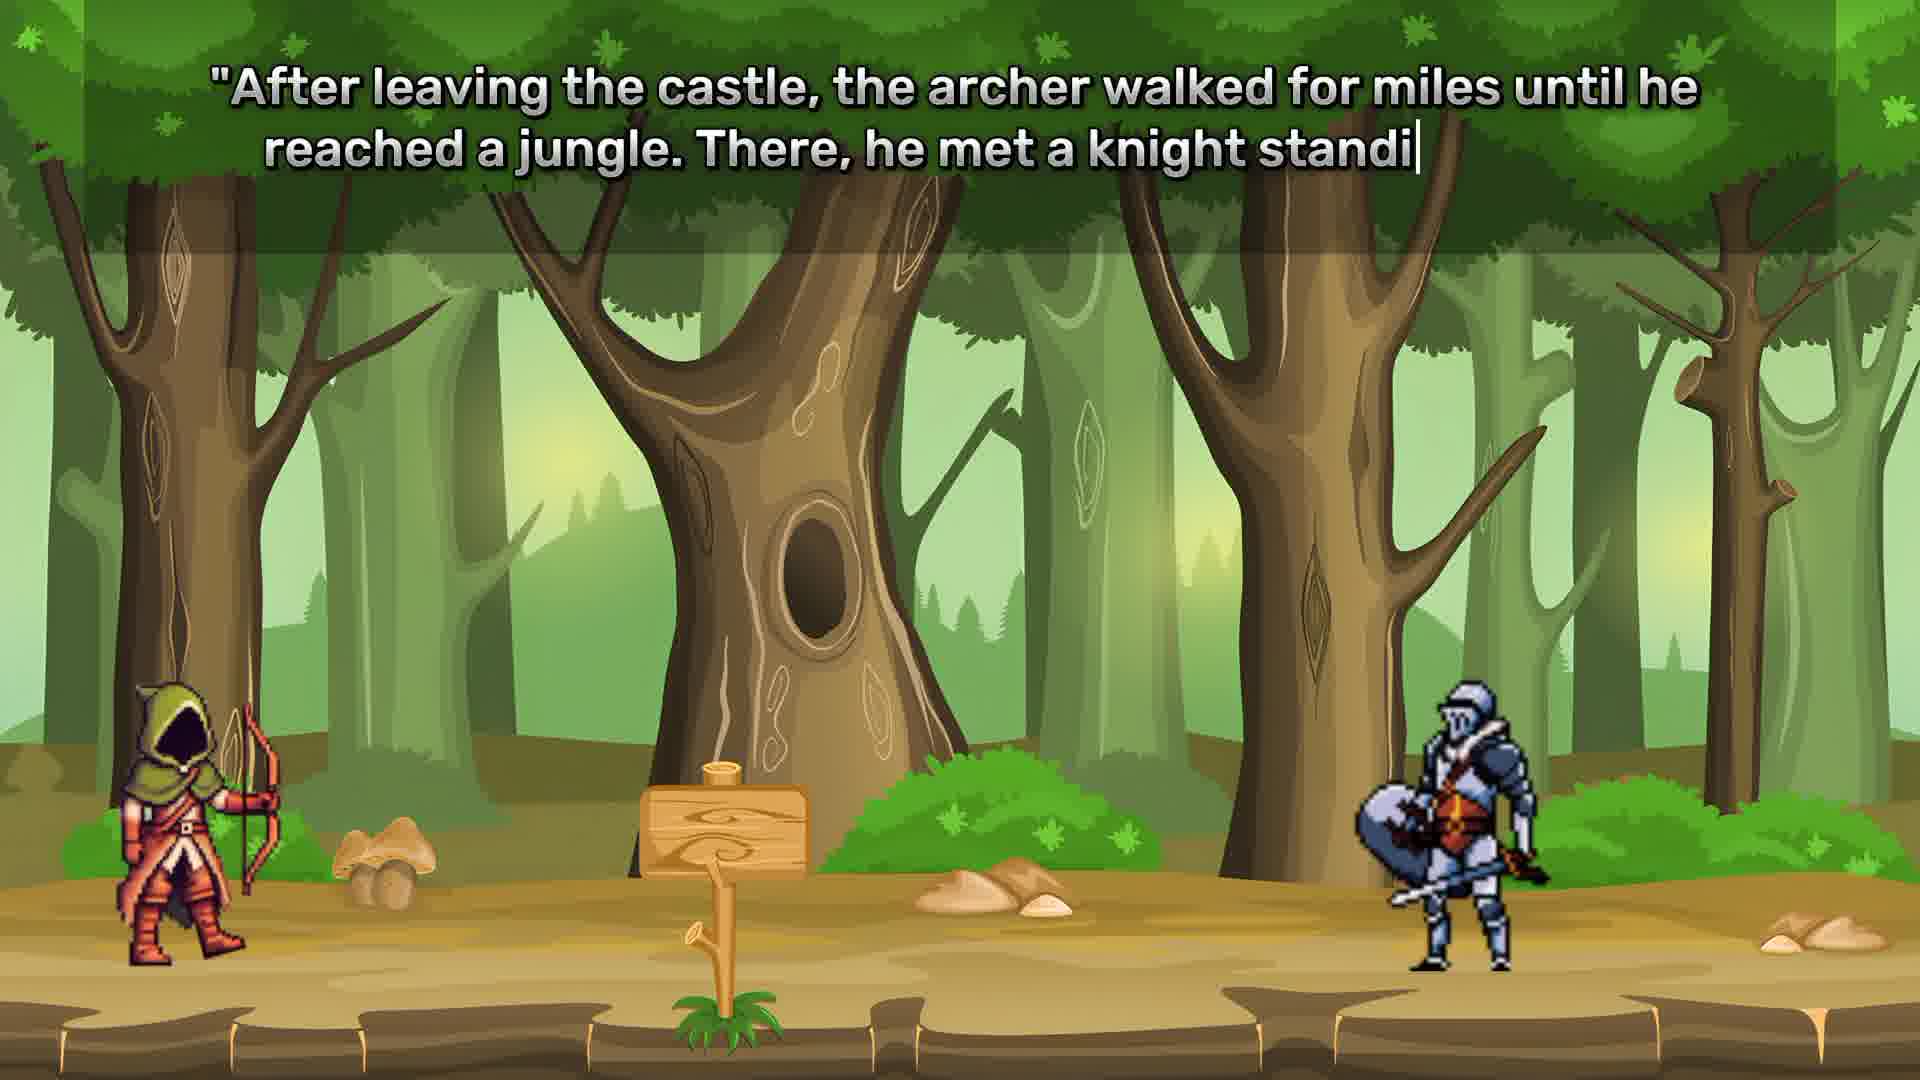 "After leaving the castle, the archer walked for miles until he
reached a jungle. There, he met a knight standi